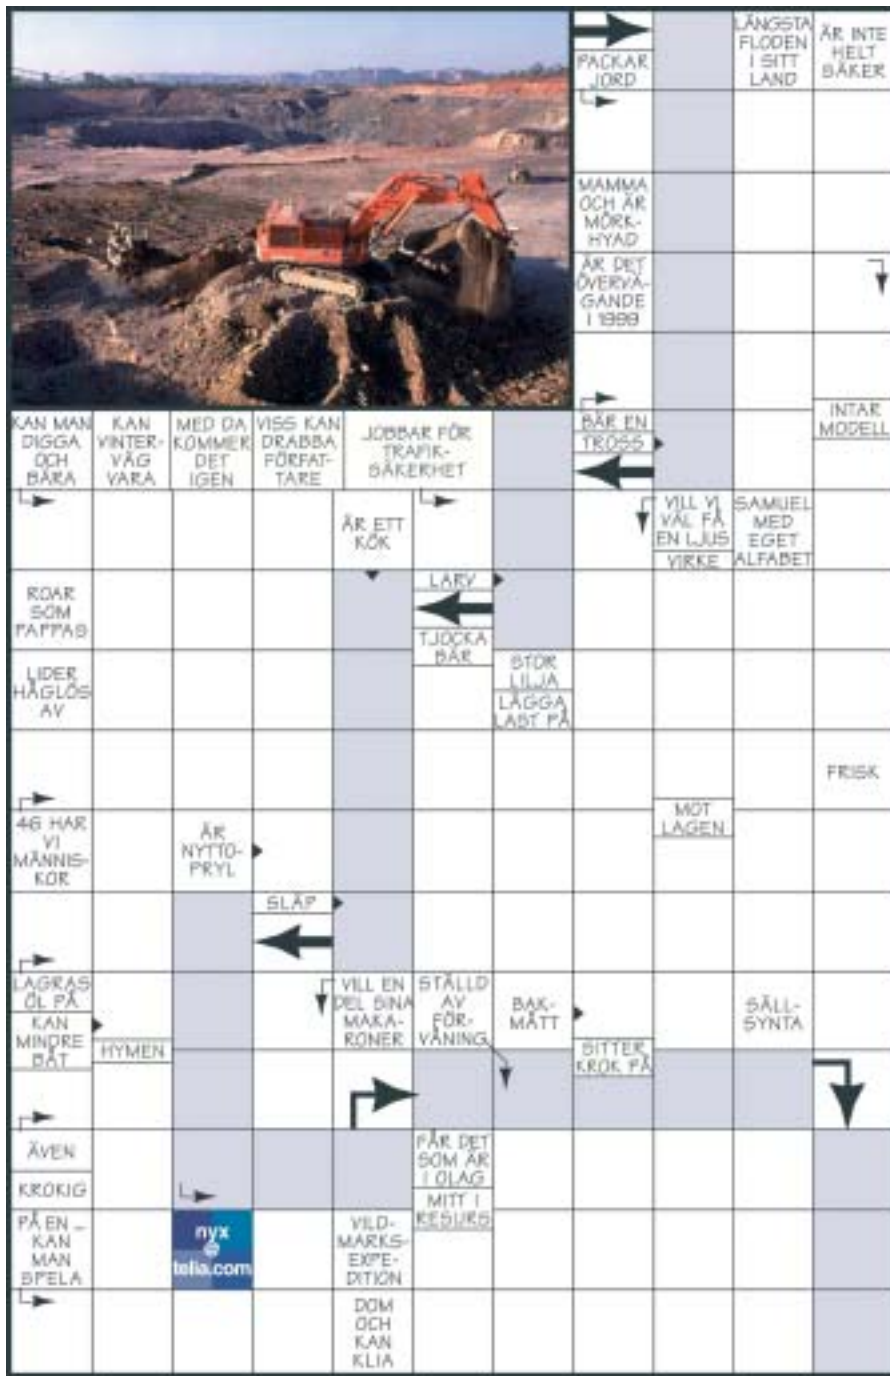 PACKAR
JORD
LÄNGSTA
FLODEN
I SITT
LAND
ÄR INTE
HELT
SÄKER
MAMMA
OCH ÄR
MÖRK-
HYAD
ÄR DET
ÖVERVÄ-
GANDE
I 1999
KAN MAN
DIGGA
OCH
BÄRA
KAN
VINTER-
VÄG
VARA
MED DA
KOMMER
DET
IGEN
VISS KAN
DRABBA
FÖRFAT-
TARE
JOBBAR FÖR
TRAFIK-
SÄKERHET
BÄR EN
TROSS
INTAR
MODELL
ÄR ETT
KÖK
VILL VI
VÄL FÅ
EN LJUS
VIRKE
SAMUEL
MED
EGET
ALFABET
ROAR
SOM
PAPPAS
LARV
TJOCKA
BÄR
LIDER
HÅGLÖS
AV
STOR
LILJA
LÄGGA
LAST PÅ
FRISK
46 HAR
VI
MÄNNIS-
KOR
ÄR
NYTTO-
PRYL
MOT
LAGEN
SLÄP
LAGRAS
ÖL PÅ
KAN
MINDRE
BÅT
HYMEN
VILL EN
DEL SINA
MAKA-
RONER
STÄLLD
AV
FÖR-
VÅNING
BAK-
MÅTT
SITTER
KROK PÅ
SÄLL-
SYNTA
ÄVEN
KROKIG
FÅR DET
SOM ÄR
I OLAG
MITT I
RESURS
PÅ EN –
KAN
MAN
SPELA
nyx
@
telia.com
VILD-
MARKS-
EXPE-
DITION
DOM
OCH
KAN
KLIA